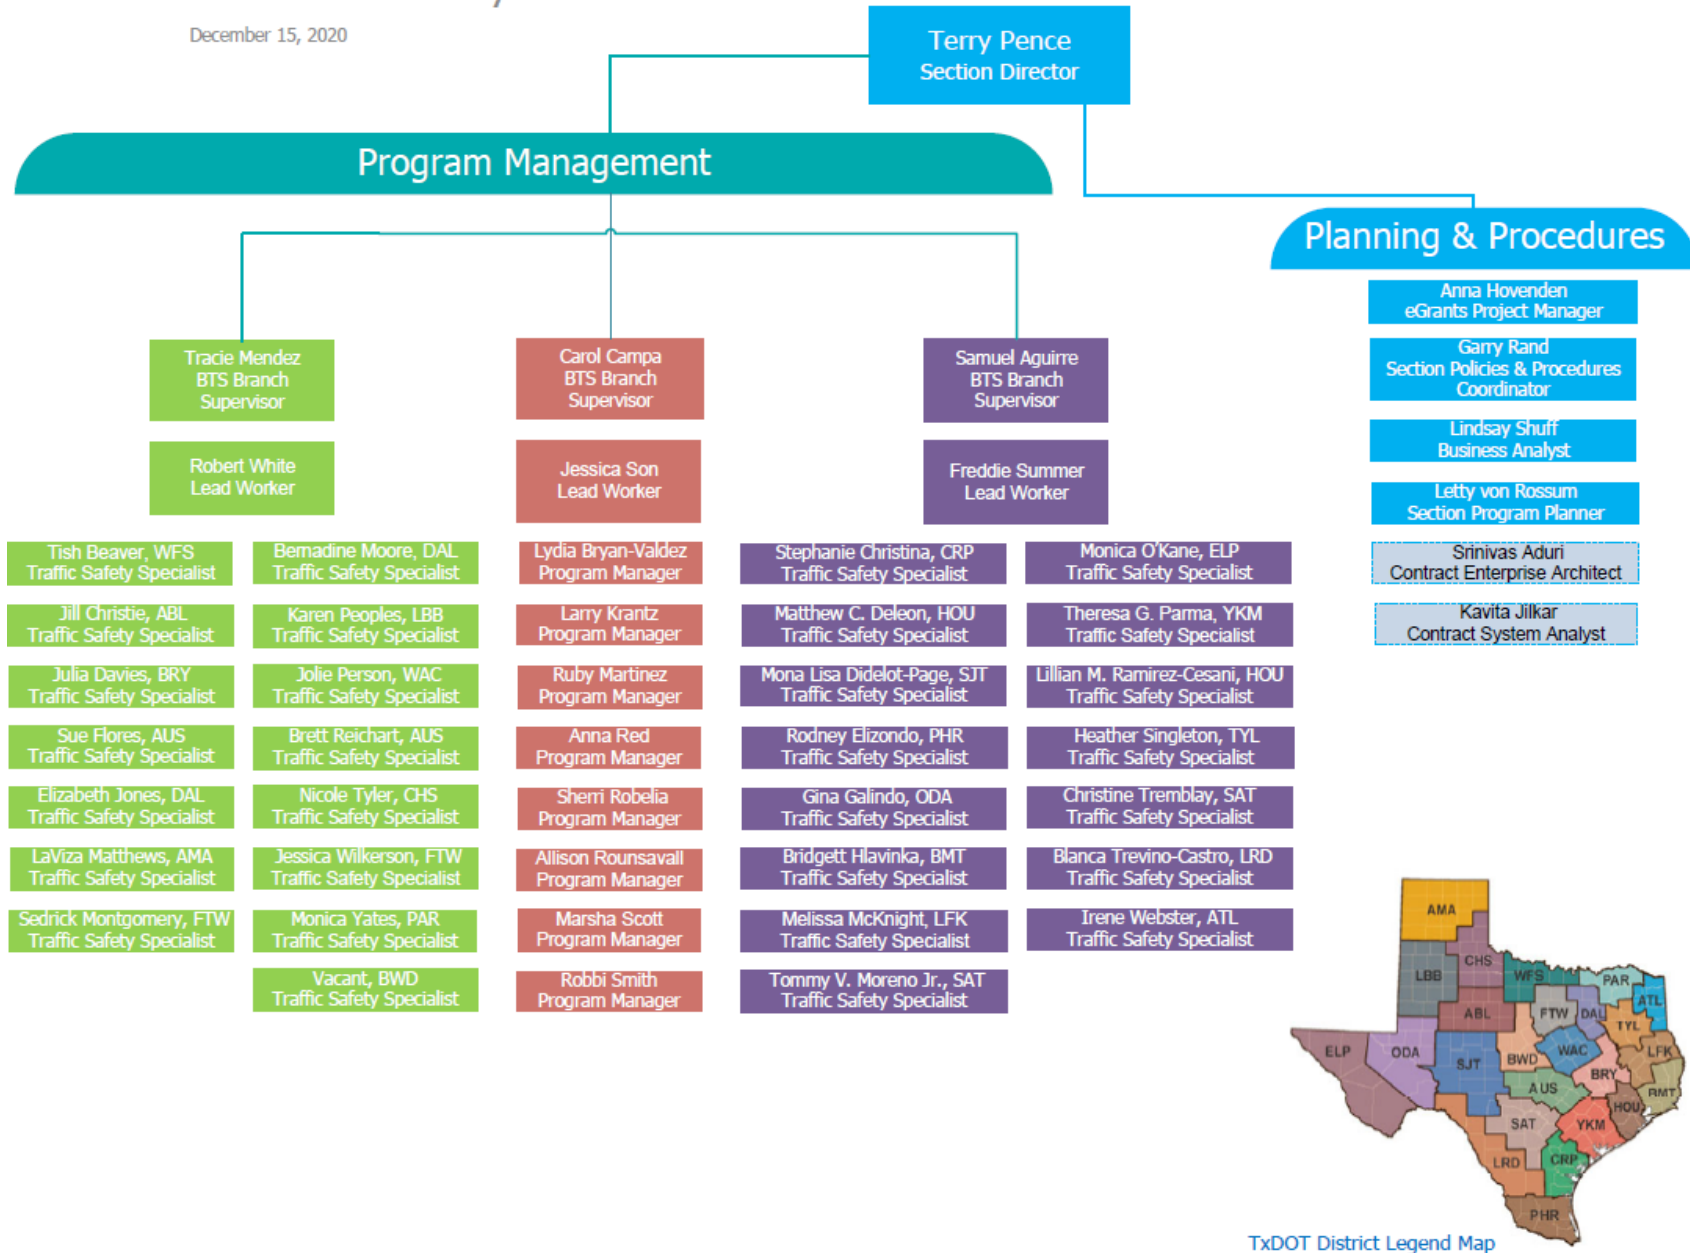 December 15, 2020
Terry Pence
Section Director
Program Management
Planning & Procedures
Anna Hovenden
eGrants Project Manager
Garry Rand
Section Policies & Procedures
Coordinator
Lindsay Shuff
Business Analyst
Letty von Rossum
Section Program Planner
Srinivas Aduri
Contract Enterprise Architect
Kavita Jilkar
Contract System Analyst
Tracie Mendez
BTS Branch
Supervisor
Robert White
Lead Worker
Tish Beaver, WFS
Traffic Safety Specialist
Jill Christie, ABL
Traffic Safety Specialist
Julia Davies, BRY
Traffic Safety Specialist
Sue Flores, AUS
Traffic Safety Specialist
Elizabeth Jones, DAL
Traffic Safety Specialist
LaViza Matthews, AMA
Traffic Safety Specialist
Sedrick Montgomery, FTW
Traffic Safety Specialist
Bernadine Moore, DAL
Traffic Safety Specialist
Karen Peoples, LBB
Traffic Safety Specialist
Jolie Person, WAC
Traffic Safety Specialist
Brett Reichart, AUS
Traffic Safety Specialist
Nicole Tyler, CHS
Traffic Safety Specialist
Jessica Wilkerson, FTW
Traffic Safety Specialist
Monica Yates, PAR
Traffic Safety Specialist
Vacant, BWD
Traffic Safety Specialist
Carol Campa
BTS Branch
Supervisor
Jessica Son
Lead Worker
Lydia Bryan-Valdez
Program Manager
Larry Krantz
Program Manager
Ruby Martinez
Program Manager
Anna Red
Program Manager
Sherri Robelia
Program Manager
Allison Rounsavall
Program Manager
Marsha Scott
Program Manager
Robbi Smith
Program Manager
Samuel Aguirre
BTS Branch
Supervisor
Freddie Summer
Lead Worker
Stephanie Christina, CRP
Traffic Safety Specialist
Matthew C. Deleon, HOU
Traffic Safety Specialist
Mona Lisa Didelot-Page, SJT
Traffic Safety Specialist
Rodney Elizondo, PHR
Traffic Safety Specialist
Gina Galindo, ODA
Traffic Safety Specialist
Bridgett Hlavinka, BMT
Traffic Safety Specialist
Melissa McKnight, LFK
Traffic Safety Specialist
Tommy V. Moreno Jr., SAT
Traffic Safety Specialist
Monica O'Kane, ELP
Traffic Safety Specialist
Theresa G. Parma, YKM
Traffic Safety Specialist
Lillian M. Ramirez-Cesani, HOU
Traffic Safety Specialist
Heather Singleton, TYL
Traffic Safety Specialist
Christine Tremblay, SAT
Traffic Safety Specialist
Blanca Trevino-Castro, LRD
Traffic Safety Specialist
Irene Webster, ATL
Traffic Safety Specialist
AMA
LBB
CHS
WFS
PAR
ATL
ABL
FTW
DAL
TYL
ELP
ODA
SJT
BWD
WAC
LFK
BRY
AUS
BMT
HOU
SAT
YKM
LRD
CRP
PHR
TxDOT District Legend Map